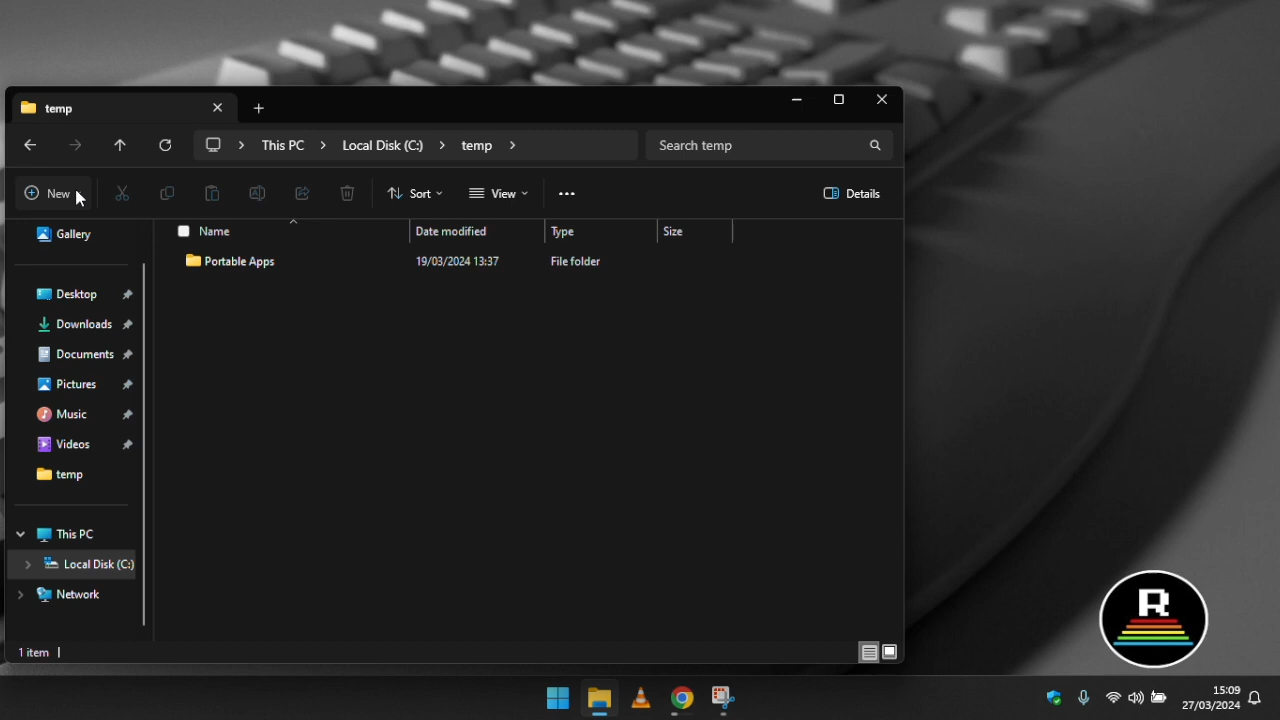 temp
This PC
Local Disk (C:)
temp
Search temp
New
Sort
View
Details
Gallery
Desktop
Downloads
Documents
Pictures
Music
Videos
temp
This PC
Local Disk (C:)
Network
Name
Date modified
Type
Size
Portable Apps
19/03/2024 13:37
File folder
1 item
R
15:09
27/03/2024